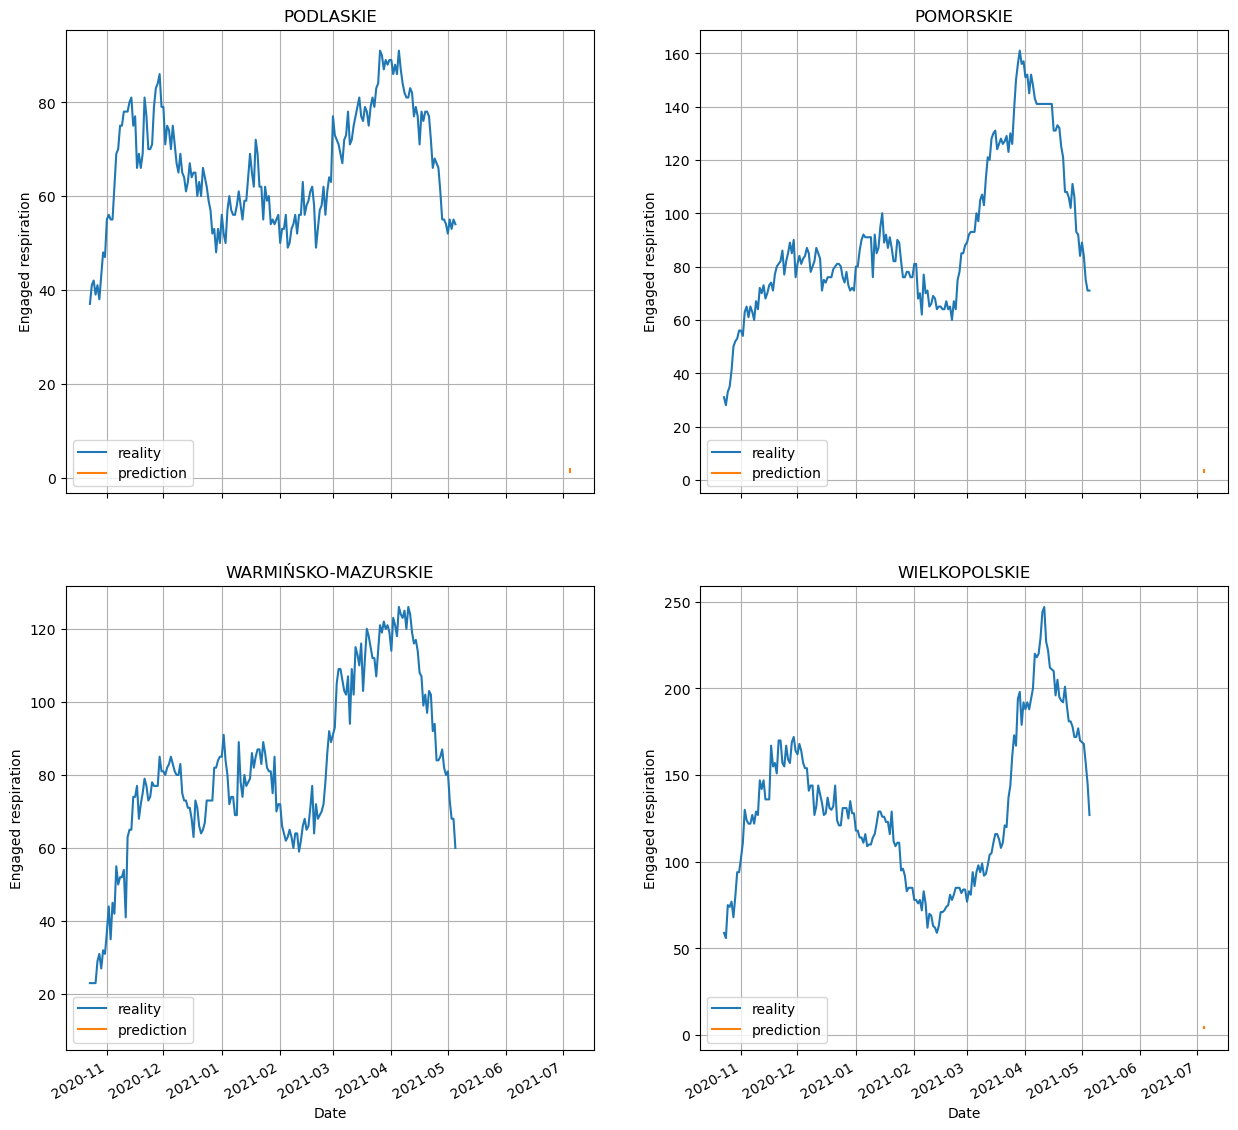 PODLASKIE
Engaged respiration
80
60
40
20
0
reality
prediction
POMORSKIE
Engaged respiration
160
140
120
100
80
60
40
20
0
reality
prediction
WARMIŃSKO-MAZURSKIE
Engaged respiration
120
100
80
60
40
20
reality
prediction
2020-11 2020-12 2021-01 2021-02 2021-03 2021-04 2021-05 2021-06 2021-07
Date
WIELKOPOLSKIE
Engaged respiration
250
200
150
100
50
0
reality
prediction
2020-11 2020-12 2021-01 2021-02 2021-03 2021-04 2021-05 2021-06 2021-07
Date